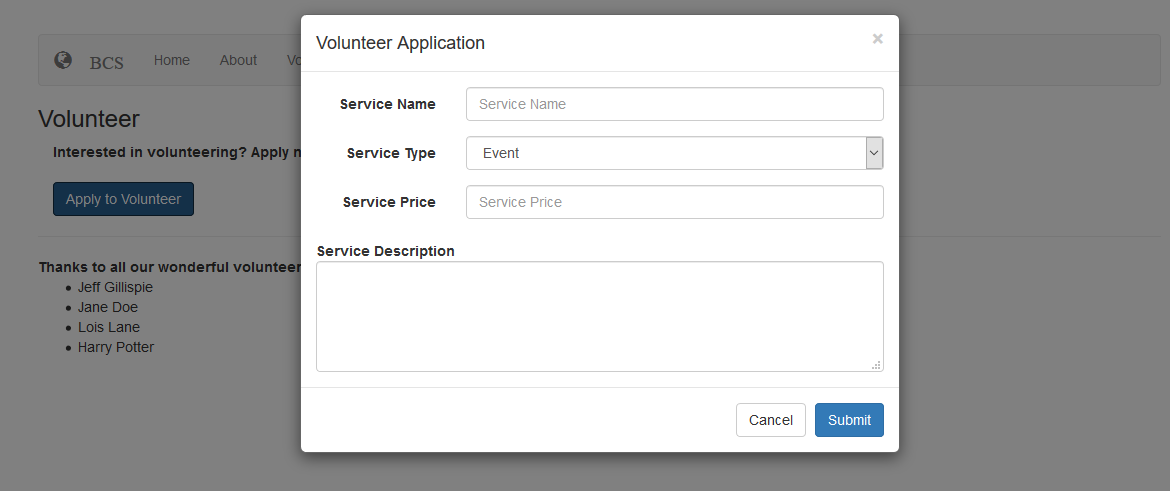 BCS Home About Vo
Volunteer
Interested in volunteering? Apply n
Apply to Volunteer
Thanks to all our wonderful volunteer
Jeff Gillispie
Jane Doe
Lois Lane
Harry Potter
Volunteer Application ×
Service Name Service Name
Service Type Event
Service Price Service Price
Service Description
Cancel Submit